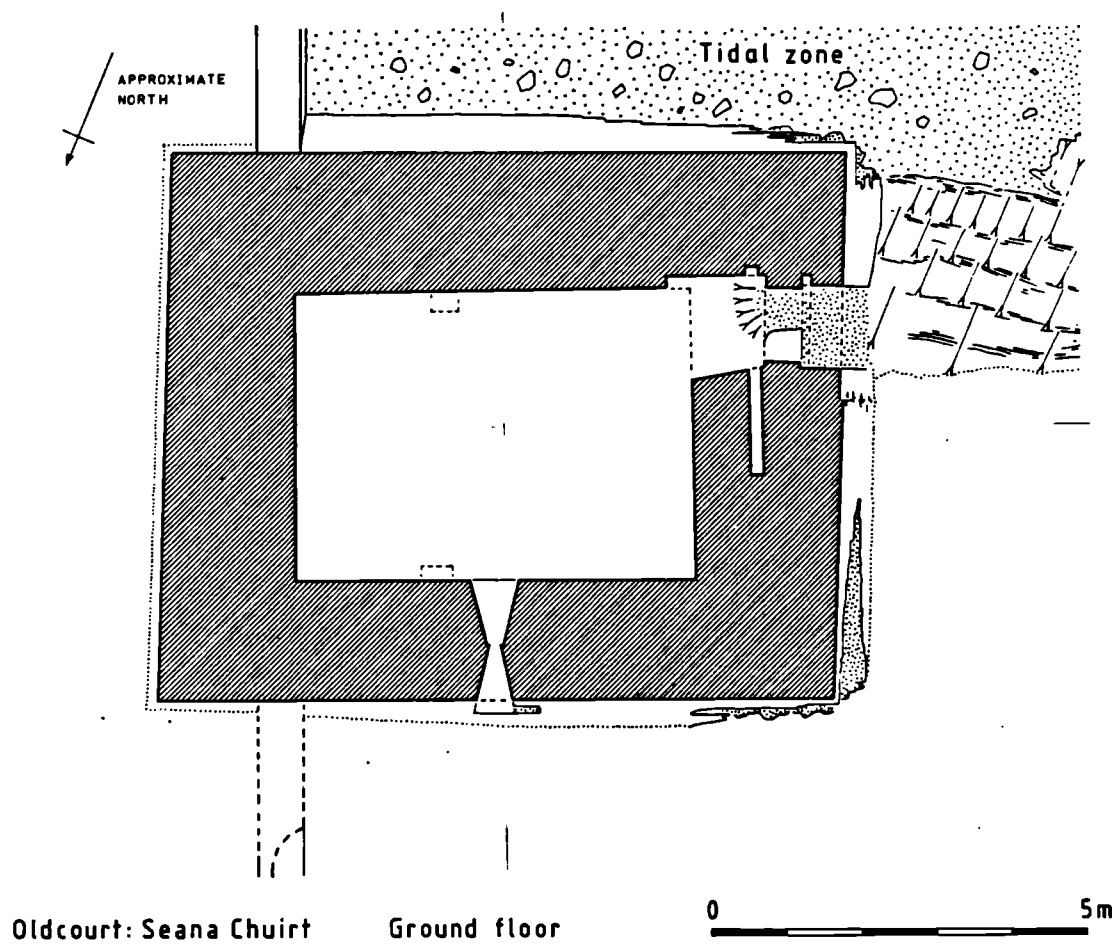 Tidal zone
APPROXIMATE
NORTH
Oldcourt: Seana Chuirt Ground floor
0 5m